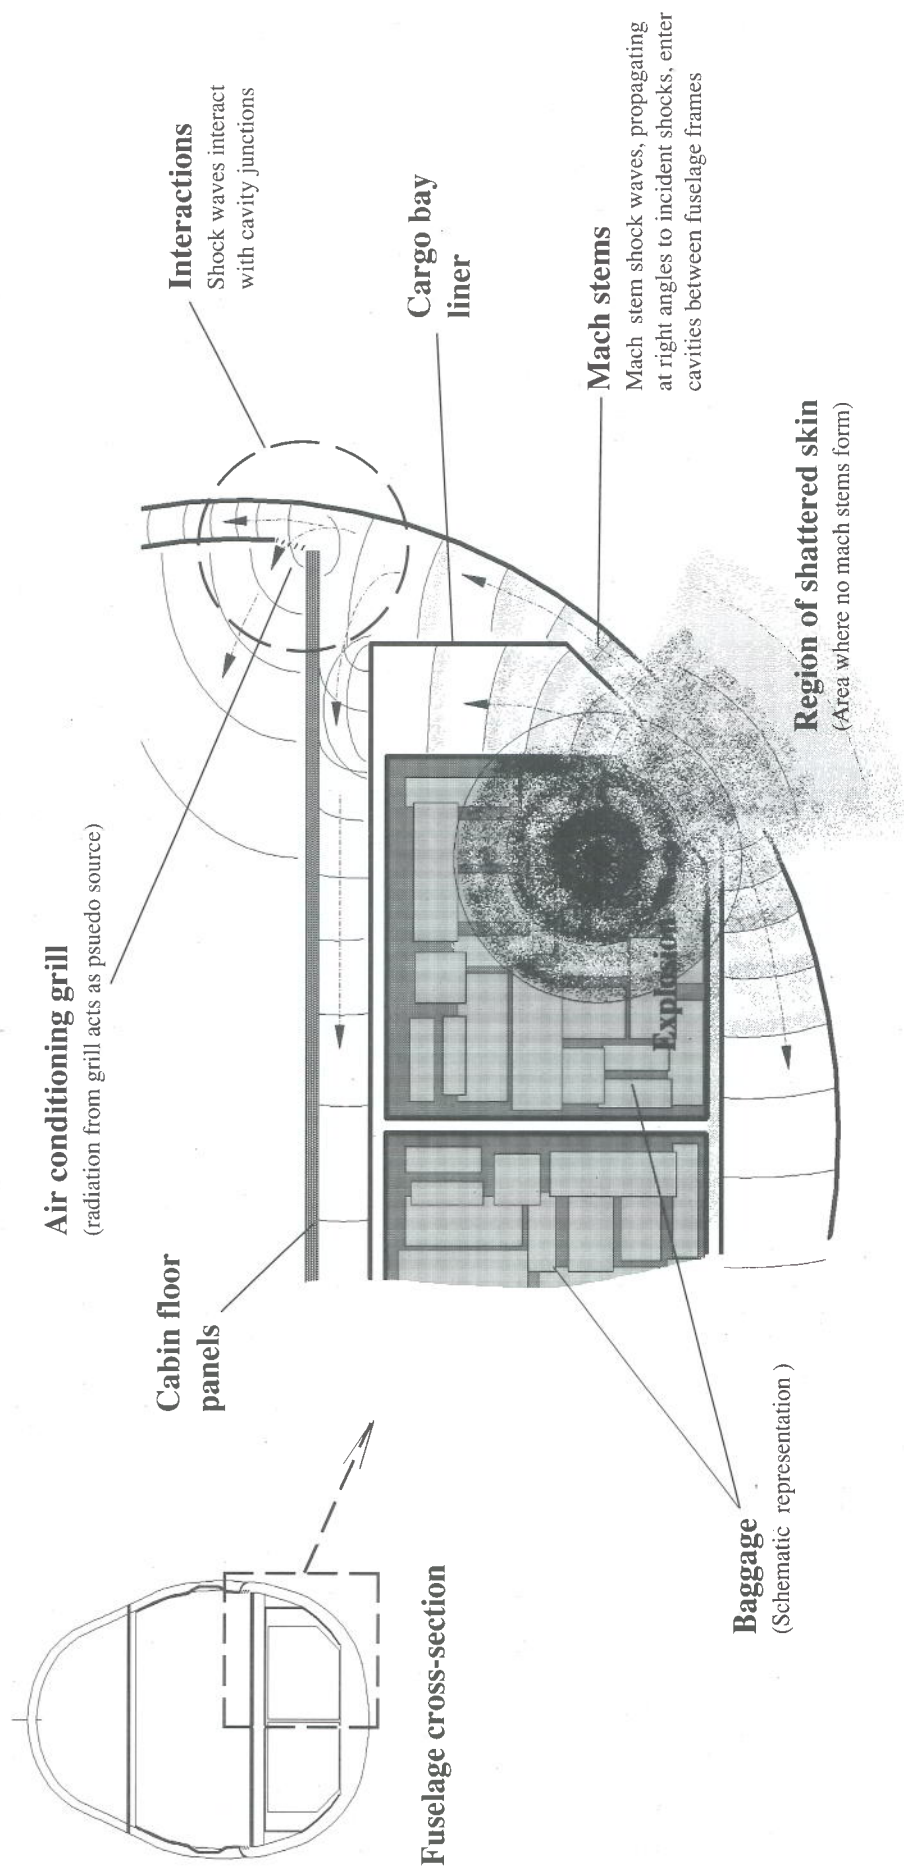 Fuselage cross-section
Baggage
(Schematic representation )
Cabin floor
panels
Air conditioning grill
(radiation from grill acts as psuedo source)
Explosion
Interactions
Shock waves interact
with cavity junctions
Cargo bay
liner
Mach stems
Mach stem shock waves, propagating
at right angles to incident shocks, enter
cavities between fuselage frames
Region of shattered skin
(Area where no mach stems form)